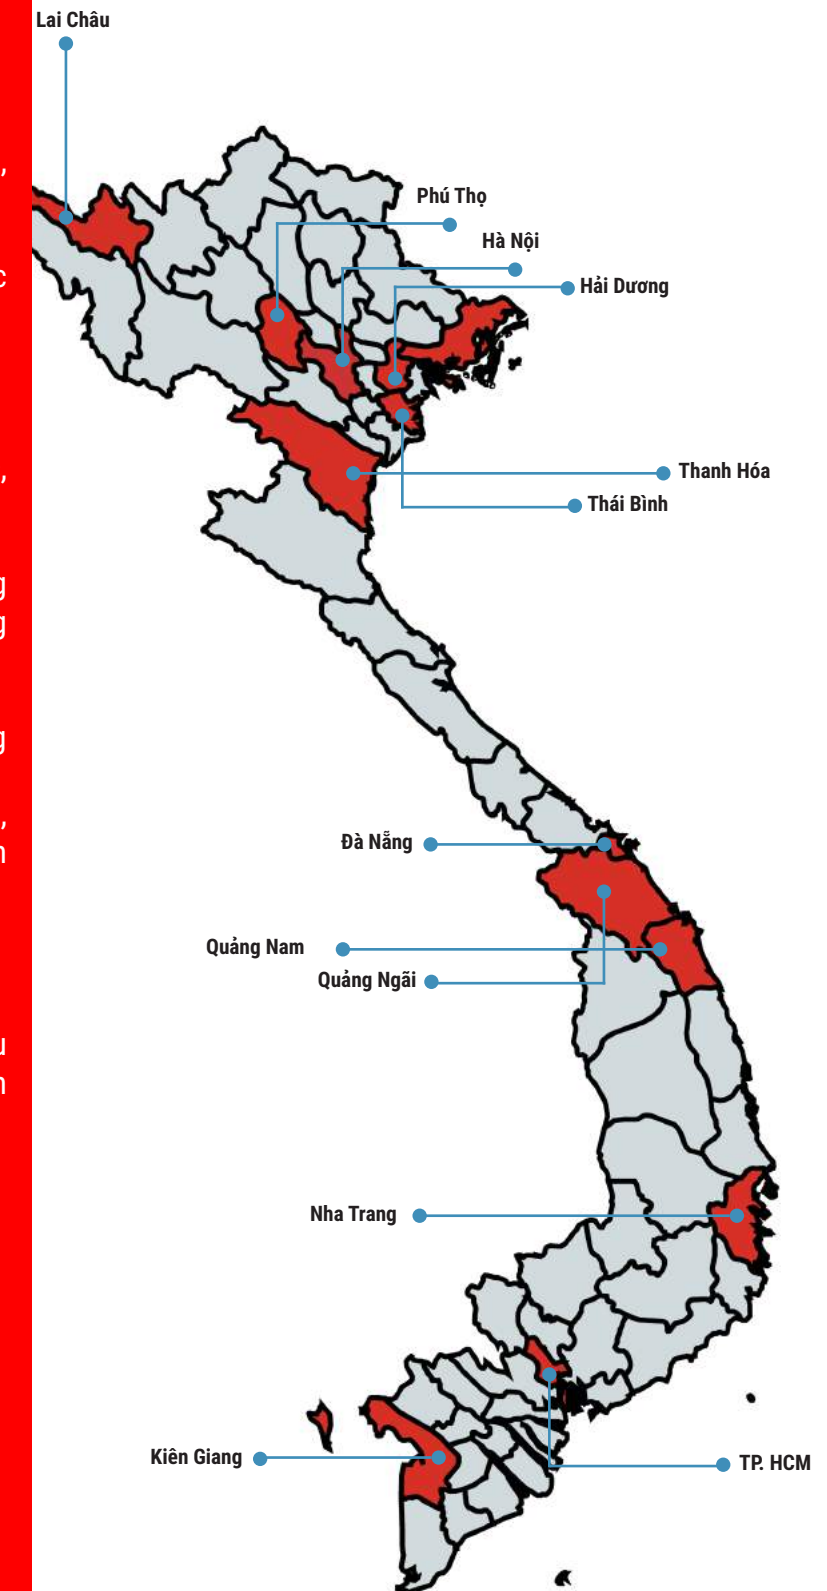 Lai Châu
,
Phú Thọ
Hà Nội
c
Hải Dương
Thanh Hóa
,
Thái Bình
g
g
g
,
Đà Nẵng
n
Quảng Nam
Quảng Ngãi
u
n
Nha Trang
Kiên Giang
TP. HCM